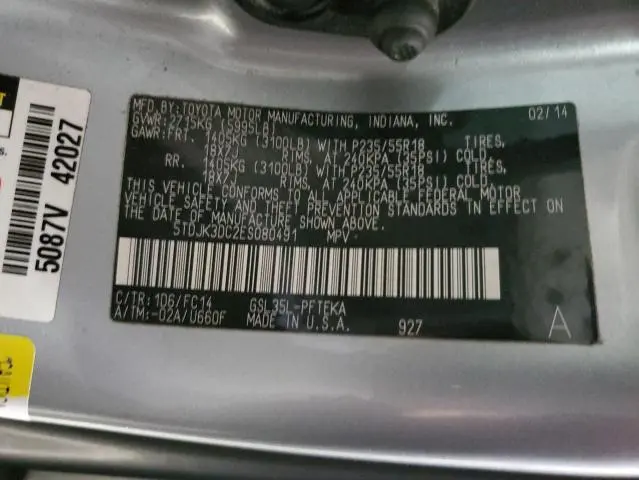 MFD.BY:TOYOTA MOTOR MANUFACTURING, INDIANA, INC. 02/14
GVWR:2715KG (5995LB)
GAWR:FRT. 1405KG (3100LB) WITH P235/55R18 TIRES,
18X7J RIMS, AT 240KPA (35PSI) COLD.
RR. 1405KG (3100LB) WITH P235/55R18 TIRES,
18X7J RIMS, AT 240KPA (35PSI) COLD.
THIS VEHICLE CONFORMS TO ALL APPLICABLE FEDERAL MOTOR
VEHICLE SAFETY AND THEFT PREVENTION STANDARDS IN EFFECT ON
THE DATE OF MANUFACTURE SHOWN ABOVE.
5TDJK3DC2ES080491 MPV
C/TR:1D6/FC14 GSL35L-PFTEKA
A/TM:-02A/U660F MADE IN U.S.A. 927 A
5087V 42027